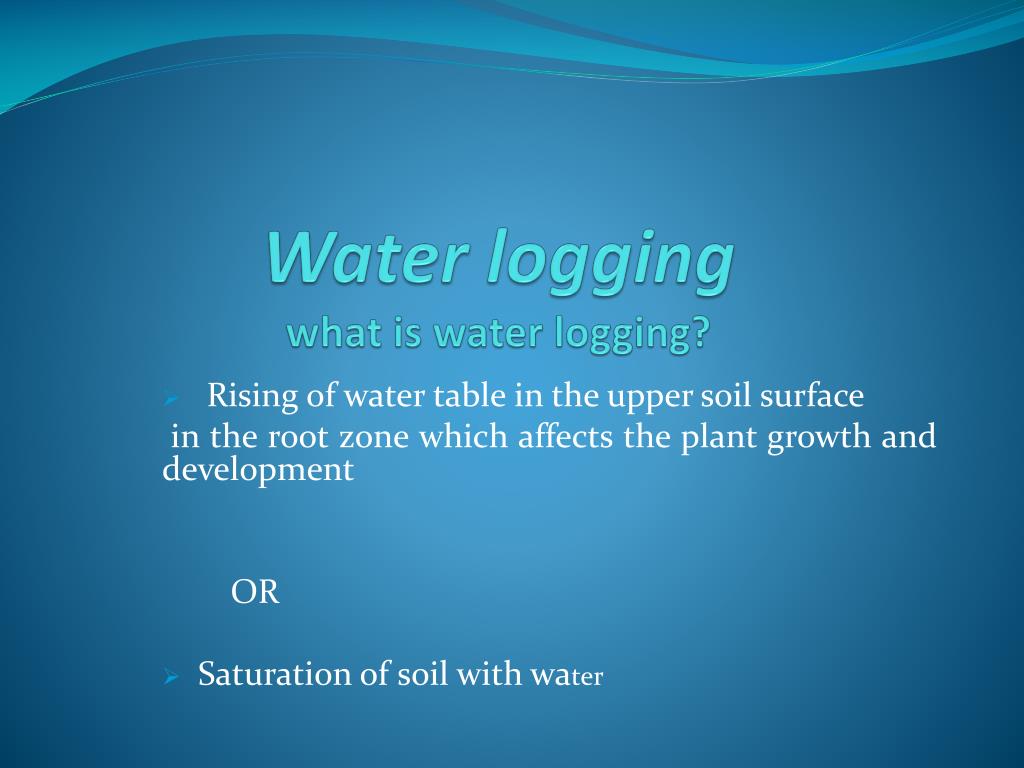 Water logging
what is water logging?
Rising of water table in the upper soil surface
in the root zone which affects the plant growth and
development
OR
Saturation of soil with water